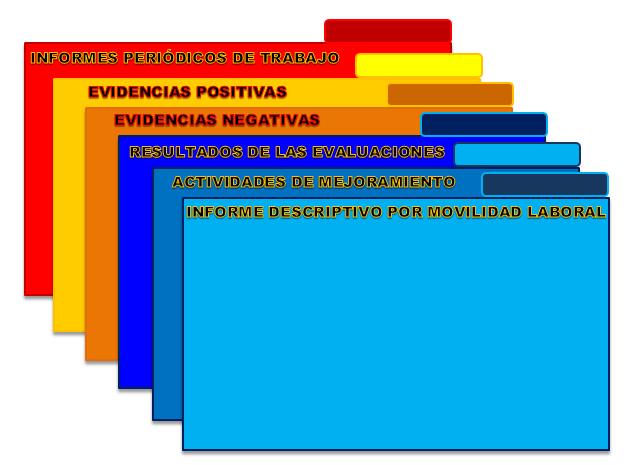 INFORMES PERIÓDICOS DE TRABAJO
EVIDENCIAS POSITIVAS
EVIDENCIAS NEGATIVAS
RESULTADOS DE LAS EVALUACIONES
ACTIVIDADES DE MEJORAMIENTO
INFORME DESCRIPTIVO POR MOVILIDAD LABORAL